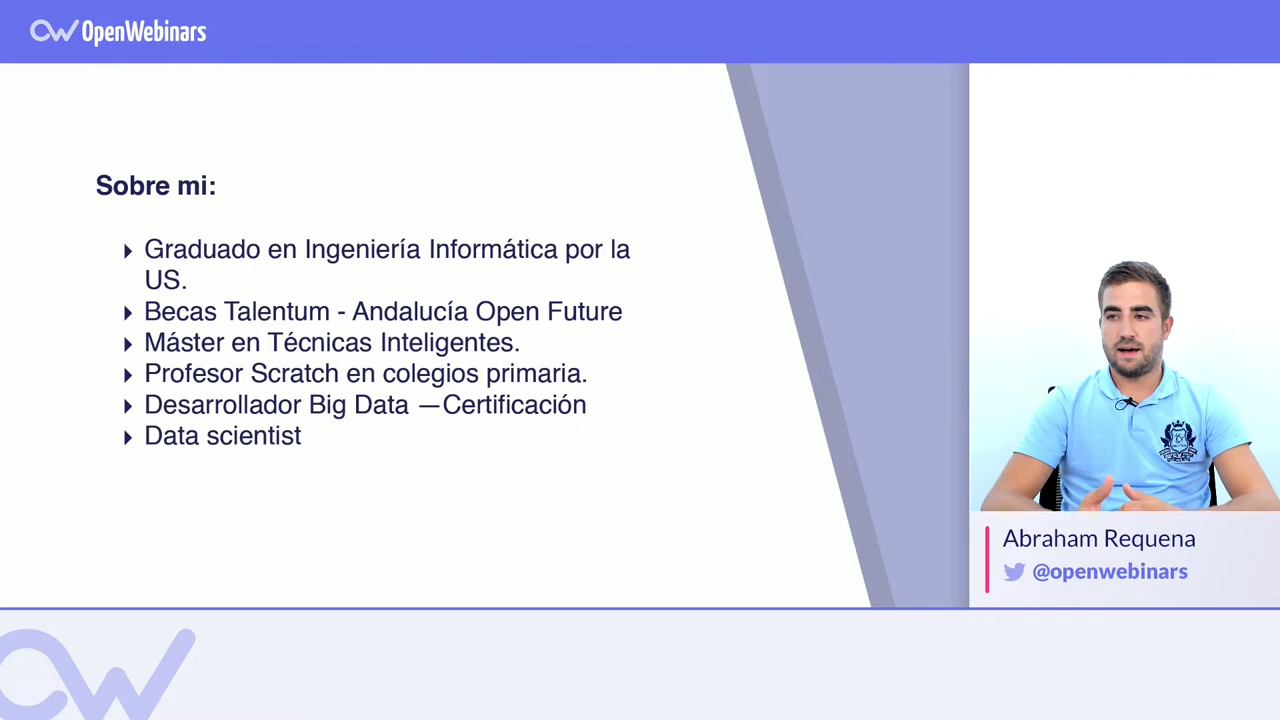 OpenWebinars
Sobre mi:
Graduado en Ingeniería Informática por la
US.
Becas Talentum - Andalucía Open Future
Máster en Técnicas Inteligentes.
Profesor Scratch en colegios primaria.
Desarrollador Big Data —Certificación
Data scientist
Abraham Requena
@openwebinars